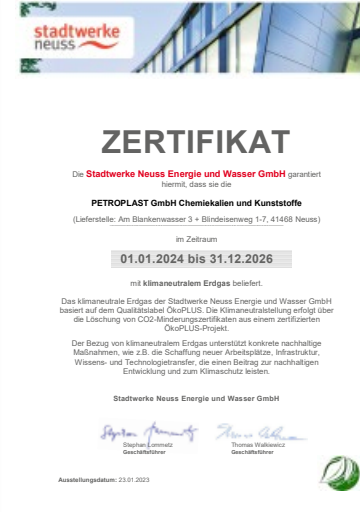 stadtwerke
neuss
ZERTIFIKAT
Die Stadtwerke Neuss Energie und Wasser GmbH garantiert
hiermit, dass sie die
PETROPLAST GmbH Chemiekalien und Kunststoffe
(Lieferstelle: Am Blankenwasser 3 + Blindeisenweg 1-7, 41468 Neuss)
im Zeitraum
01.01.2024 bis 31.12.2026
mit klimaneutralem Erdgas beliefert.
Das klimaneutrale Erdgas der Stadtwerke Neuss Energie und Wasser GmbH
basiert auf dem Qualitätslabel ÖkoPLUS. Die Klimaneutralstellung erfolgt über
die Löschung von CO2-Minderungszertifikaten aus einem zertifizierten
ÖkoPLUS-Projekt.
Der Bezug von klimaneutralem Erdgas unterstützt konkrete nachhaltige
Maßnahmen, wie z.B. die Schaffung neuer Arbeitsplätze, Infrastruktur,
Wissens- und Technologietransfer, die einen Beitrag zur nachhaltigen
Entwicklung und zum Klimaschutz leisten.
Stadtwerke Neuss Energie und Wasser GmbH
Stephan Lommetz
Geschäftsführer
Thomas Walkiewicz
Geschäftsführer
Ausstellungsdatum: 23.01.2023